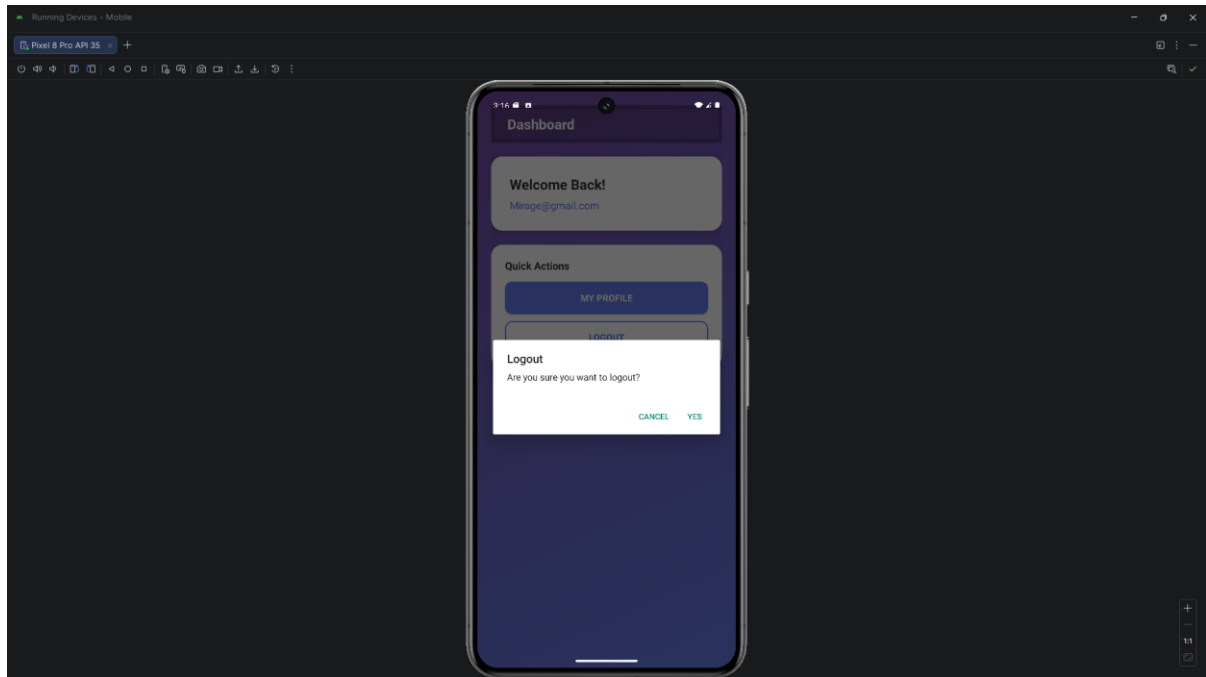 Running Devices - Mobile
Pixel 8 Pro API 35
3:16
Dashboard
Welcome Back!
Mirage@gmail.com
Quick Actions
MY PROFILE
LOGOUT
Logout
Are you sure you want to logout?
CANCEL YES
1:1